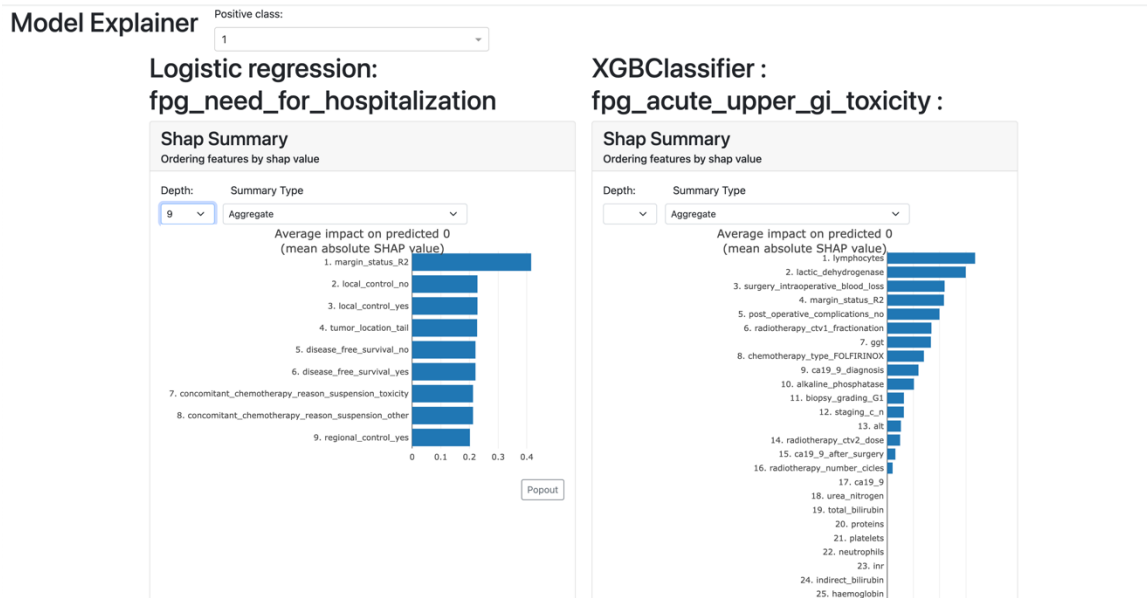 Model Explainer
Positive class:
1
Logistic regression:
fpg_need_for_hospitalization
Shap Summary
Ordering features by shap value
Depth:
Summary Type
9
Aggregate
Average impact on predicted 0
(mean absolute SHAP value)
1. margin_status_R2
2. local_control_no
3. local_control_yes
4. tumor_location_tail
5. disease_free_survival_no
6. disease_free_survival_yes
7. concomitant_chemotherapy_reason_suspension_toxicity
8. concomitant_chemotherapy_reason_suspension_other
9. regional_control_yes
0 0.1 0.2 0.3 0.4
Popout
XGBClassifier :
fpg_acute_upper_gi_toxicity :
Shap Summary
Ordering features by shap value
Depth:
Summary Type
Aggregate
Average impact on predicted 0
(mean absolute SHAP value)
1. lymphocytes
2. lactic_dehydrogenase
3. surgery_intraoperative_blood_loss
4. margin_status_R2
5. post_operative_complications_no
6. radiotherapy_ctv1_fractionation
7. ggt
8. chemotherapy_type_FOLFIRINOX
9. ca19_9_diagnosis
10. alkaline_phosphatase
11. biopsy_grading_G1
12. staging_c_n
13. alt
14. radiotherapy_ctv2_dose
15. ca19_9_after_surgery
16. radiotherapy_number_cicles
17. ca19_9
18. urea_nitrogen
19. total_bilirubin
20. proteins
21. platelets
22. neutrophils
23. inr
24. indirect_bilirubin
25. haemoglobin